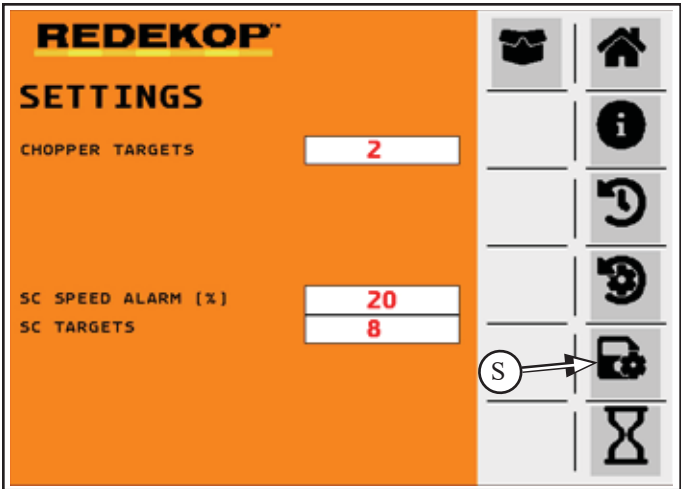 REDEKOP™
SETTINGS
CHOPPER TARGETS 2
SC SPEED ALARM [%] 20
SC TARGETS 8
S